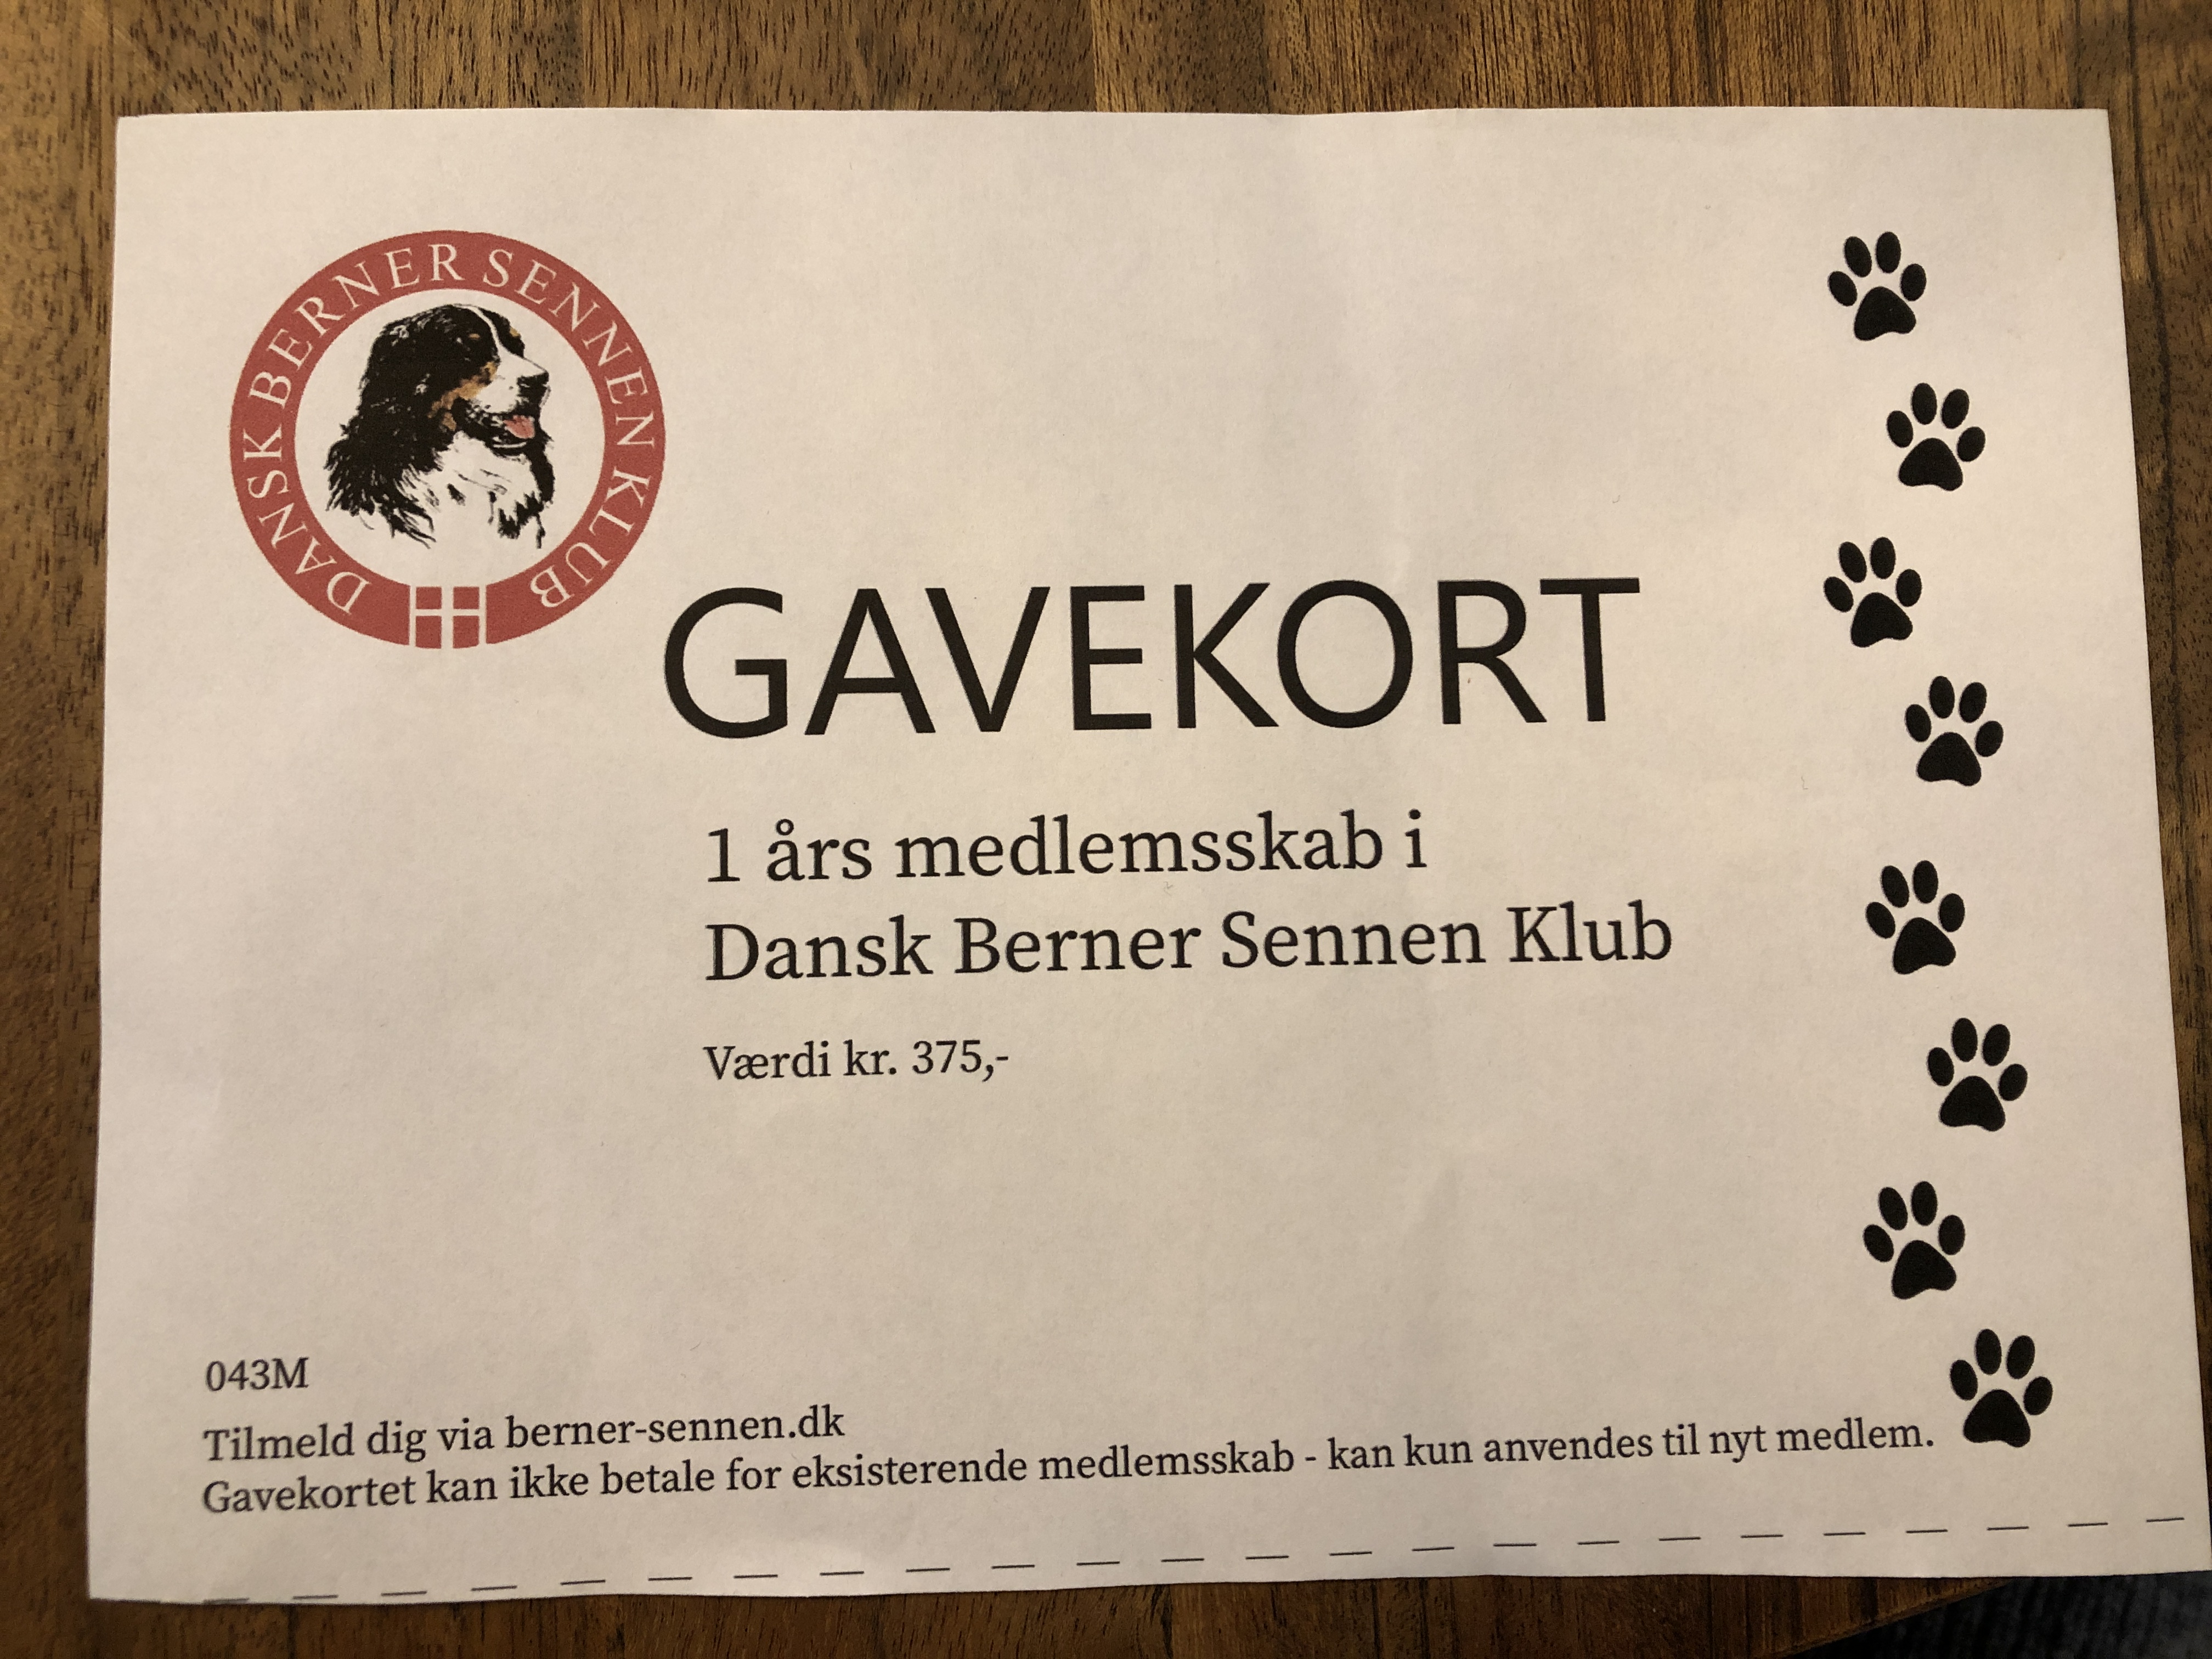 DANSK BERNER SENNEN KLUB
GAVEKORT
1 års medlemsskab i
Dansk Berner Sennen Klub
Værdi kr. 375,-
043M
Tilmeld dig via berner-sennen.dk
Gavekortet kan ikke betale for eksisterende medlemsskab - kan kun anvendes til nyt medlem.